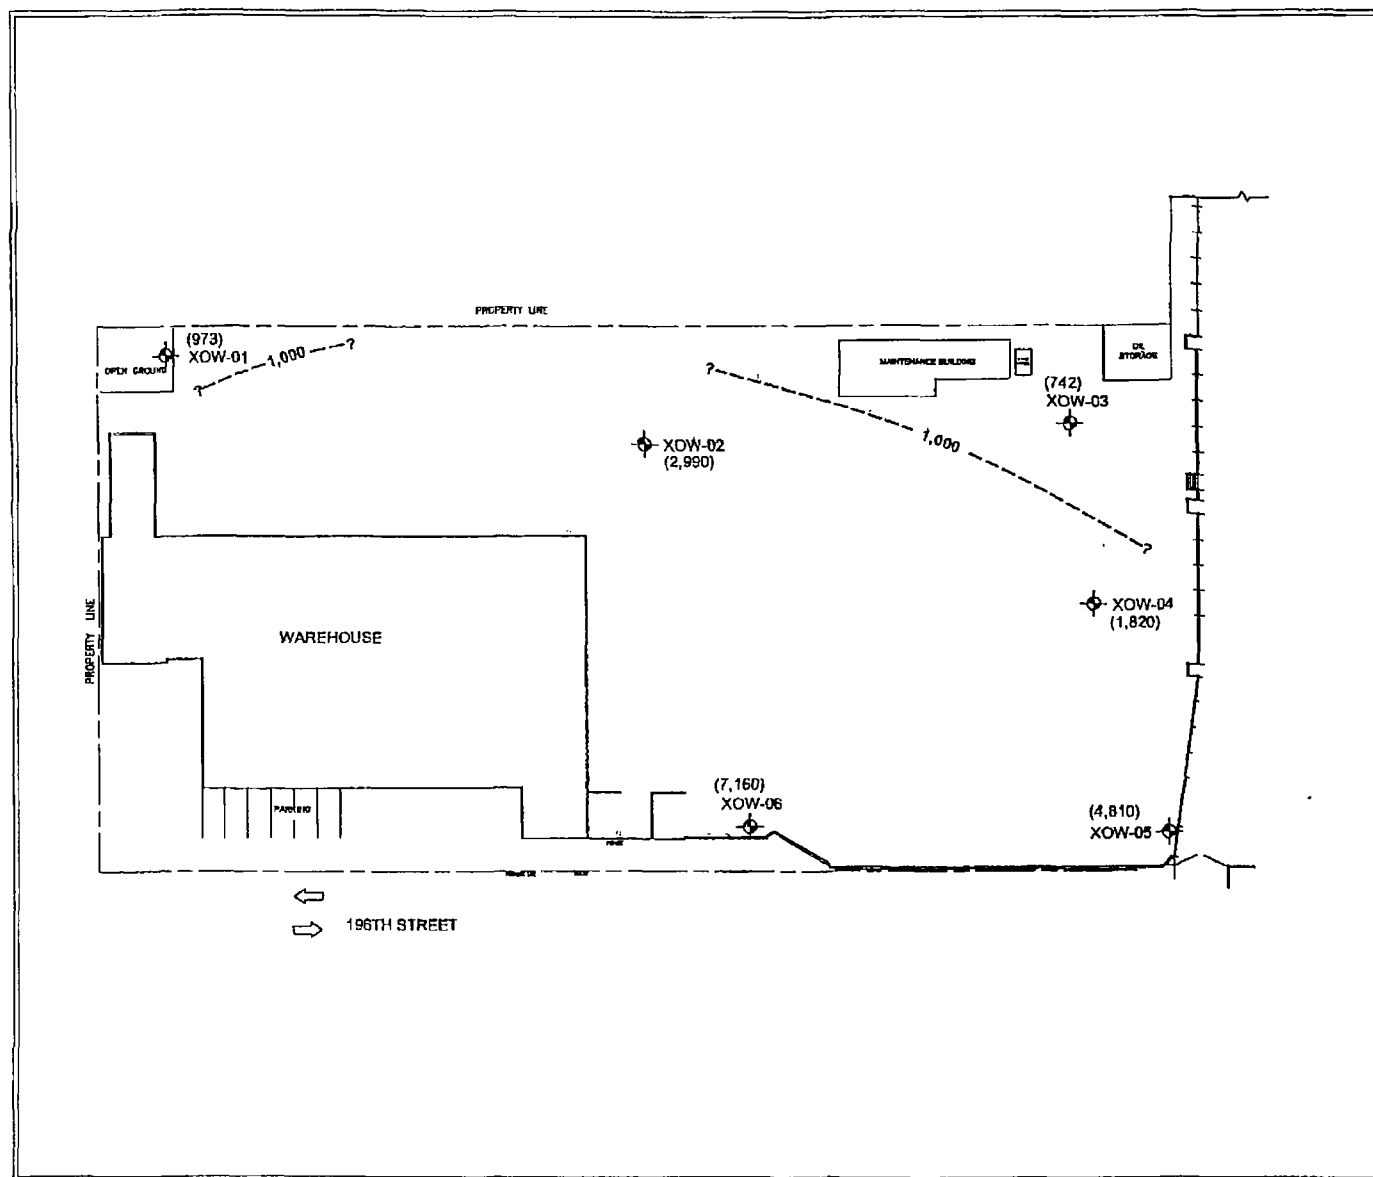 PROPERTY LINE
(973)
XOW-01
OPEN GROUND
? 1,000 ?
MAINTENANCE BUILDING
OIL
STORAGE
(742)
XOW-03
?
1,000
?
XOW-02
(2,990)
XOW-04
(1,820)
PROPERTY LINE
WAREHOUSE
PARKING
(7,160)
XOW-06
(4,810)
XOW-05
196TH STREET